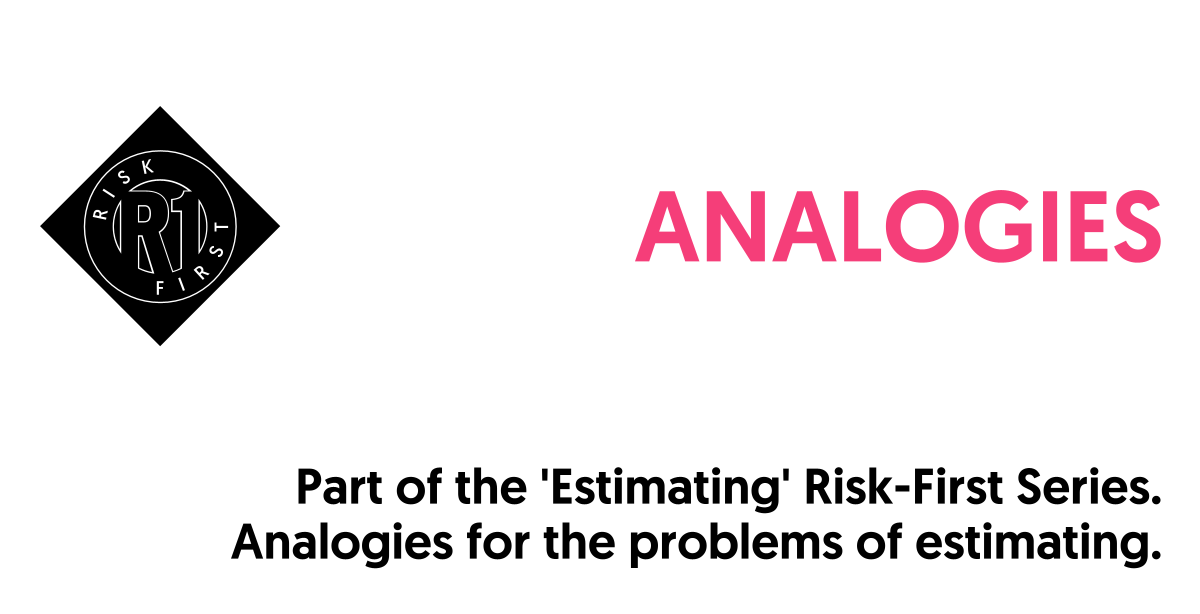 RISK
R1
FIRST
ANALOGIES
Part of the 'Estimating' Risk-First Series.
Analogies for the problems of estimating.